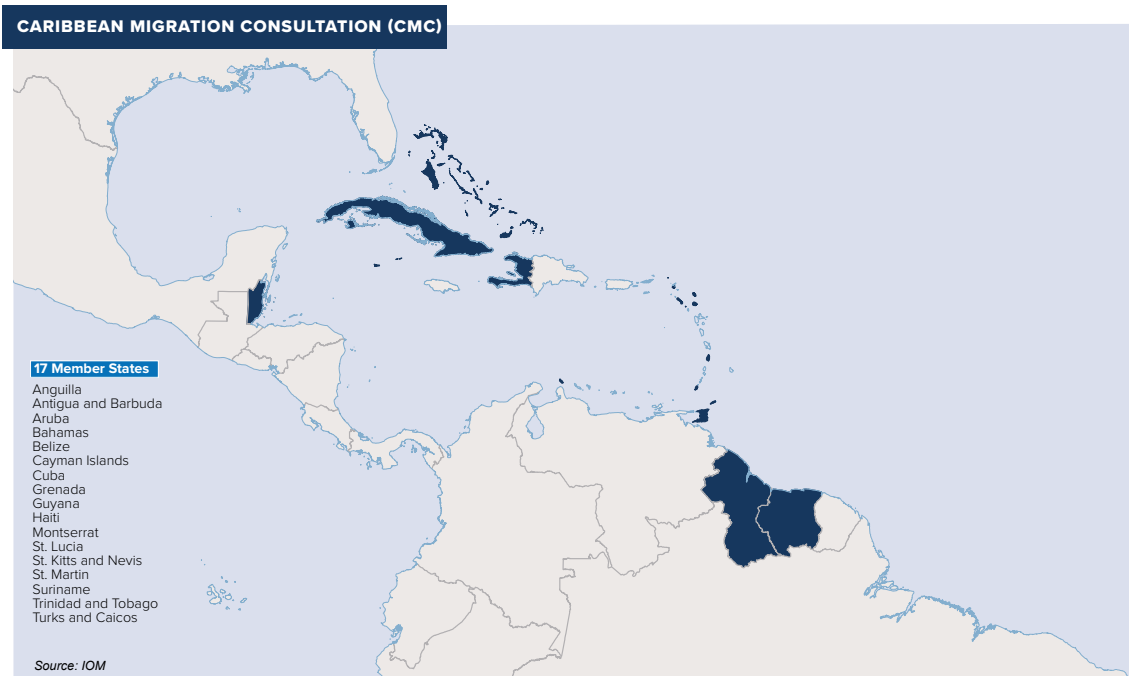 CARIBBEAN MIGRATION CONSULTATION (CMC)
17 Member States
Anguilla
Antigua and Barbuda
Aruba
Bahamas
Belize
Cayman Islands
Cuba
Grenada
Guyana
Haiti
Montserrat
St. Lucia
St. Kitts and Nevis
St. Martin
Suriname
Trinidad and Tobago
Turks and Caicos
Source: IOM